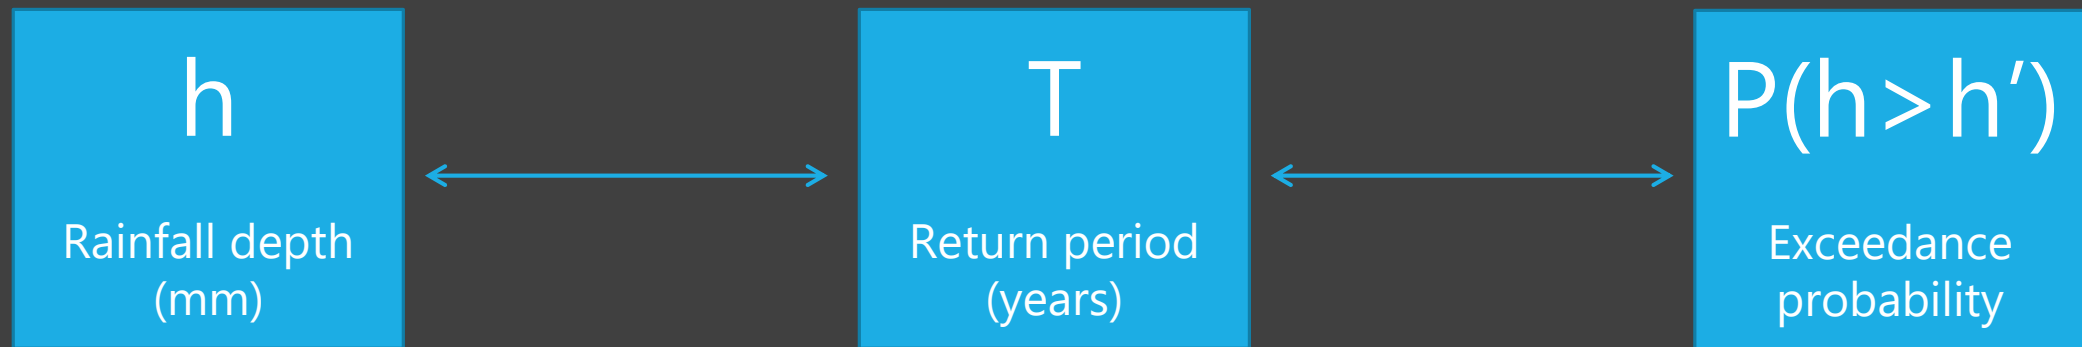 h
Rainfall depth
(mm)
T
Return period
(years)
P(h>h′)
Exceedance
probability